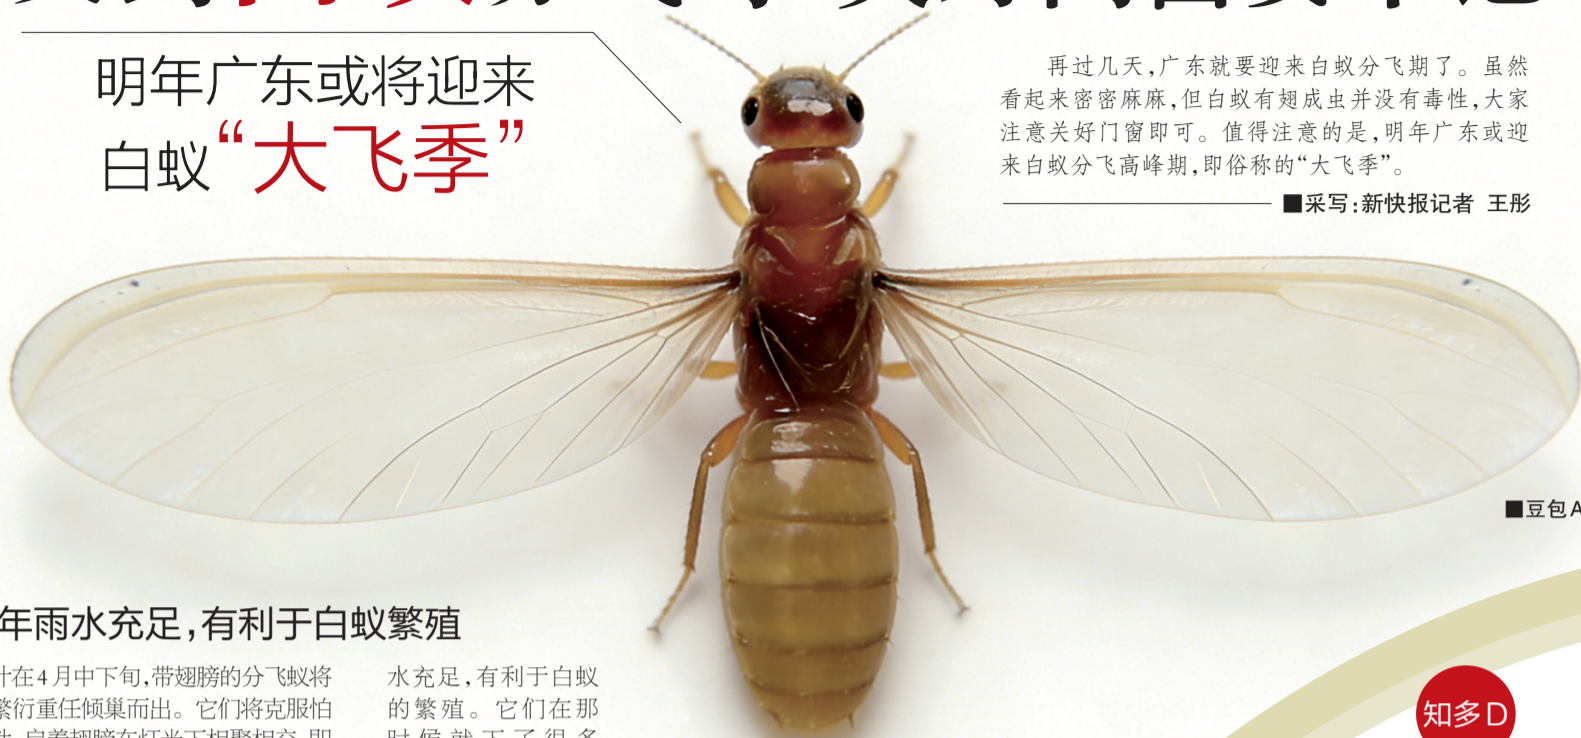 明年广东或将迎来
白蚁“大飞季”
再过几天,广东就要迎来白蚁分飞期了。虽然
看起来密密麻麻,但白蚁有翅成虫并没有毒性,大家
注意关好门窗即可。值得注意的是,明年广东或迎
来白蚁分飞高峰期,即俗称的“大飞季”。
■采写:新快报记者 王彤
■豆包A
年雨水充足,有利于白蚁繁殖
计在4月中下旬,带翅膀的分飞蚁将
繁衍重任倾巢而出。它们将克服怕
水充足,有利于白蚁
的繁殖。它们在那
知多D